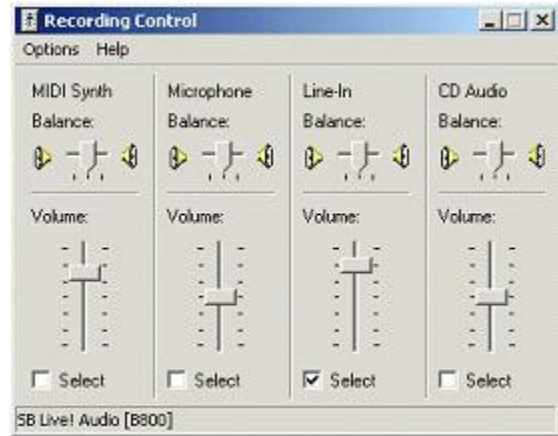 Recording Control
Options Help
MIDI Synth Microphone Line-In CD Audio
Balance: Balance: Balance: Balance:
Volume: Volume: Volume: Volume:
Select Select Select Select
SB Live! Audio [B800]